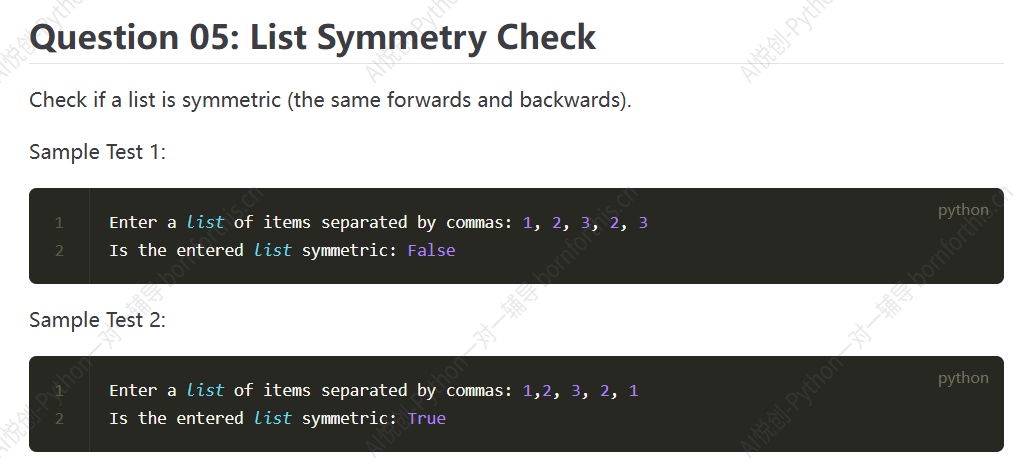 Question 05: List Symmetry Check
Check if a list is symmetric (the same forwards and backwards).
Sample Test 1:
python
1 Enter a list of items separated by commas: 1, 2, 3, 2, 3
2 Is the entered list symmetric: False
Sample Test 2:
python
1 Enter a list of items separated by commas: 1,2, 3, 2, 1
2 Is the entered list symmetric: True
AI悦创-Python一对一辅导·bornforthis.cn